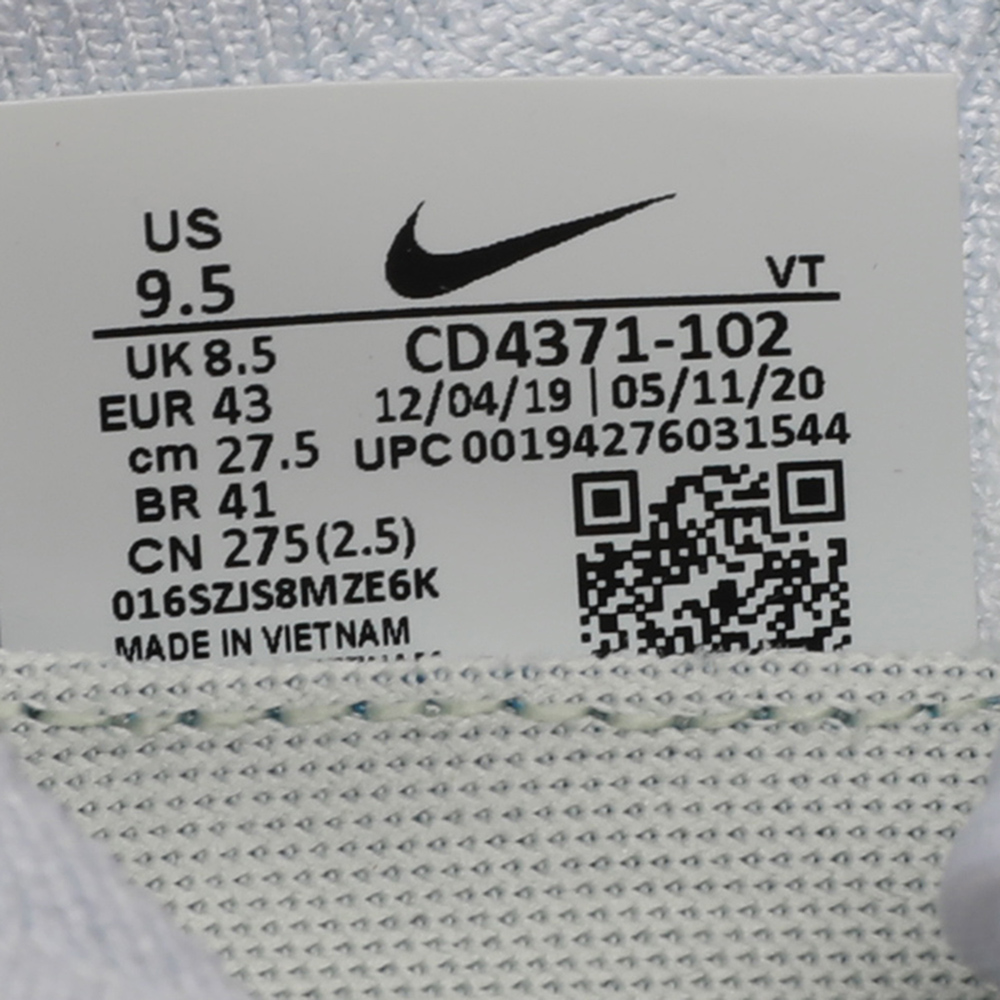 US
9.5
VT
UK 8.5
CD4371-102
EUR 43
12/04/19 | 05/11/20
cm 27.5
UPC 00194276031544
BR 41
CN 275(2.5)
016SZJS8MZE6K
MADE IN VIETNAM